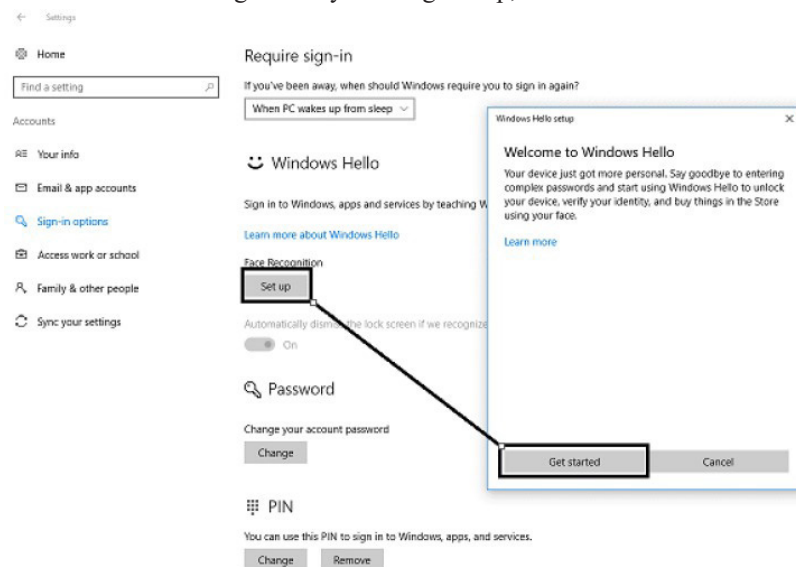 Settings
Home
Find a setting
Accounts
Your info
Email & app accounts
Sign-in options
Access work or school
Family & other people
Sync your settings
Require sign-in
If you've been away, when should Windows require you to sign in again?
When PC wakes up from sleep
Windows Hello
Sign in to Windows, apps and services by teaching W
Learn more about Windows Hello
Face Recognition
Set up
Automatically dismiss the lock screen if we recognize
On
Password
Change your account password
Change
PIN
You can use this PIN to sign in to Windows, apps, and services.
Change Remove
Windows Hello setup
Welcome to Windows Hello
Your device just got more personal. Say goodbye to entering
complex passwords and start using Windows Hello to unlock
your device, verify your identity, and buy things in the Store
using your face.
Learn more
Get started Cancel